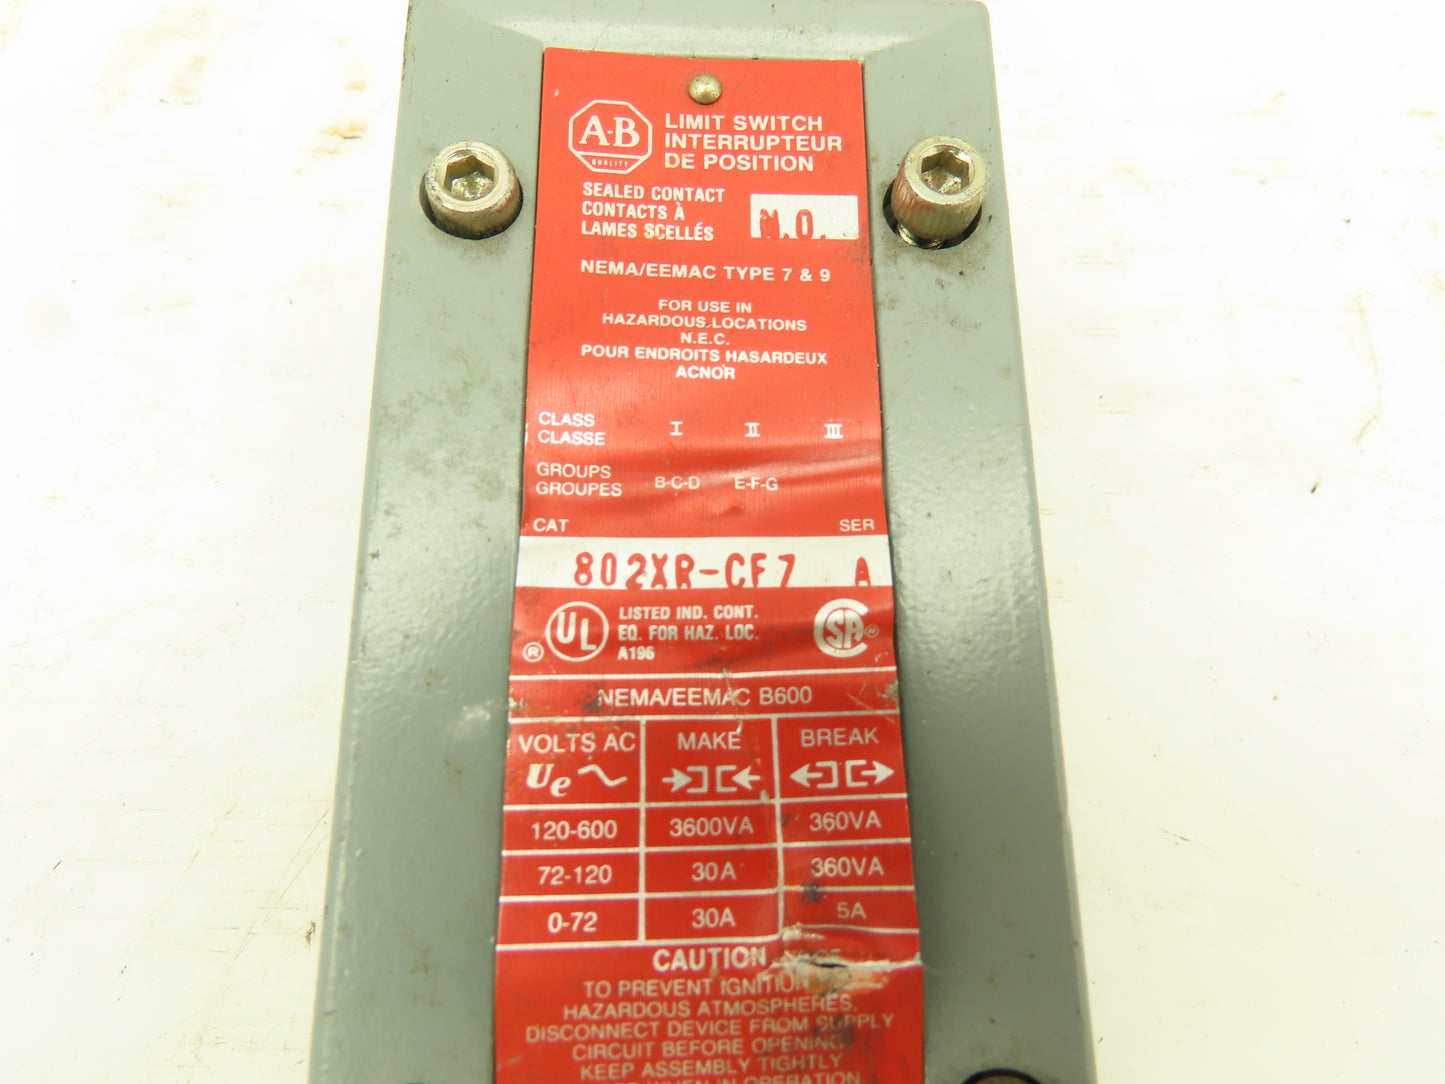 A-B
QUALITY
LIMIT SWITCH
INTERRUPTEUR
DE POSITION
SEALED CONTACT
CONTACTS À
LAMES SCELLÉS
N.O.
NEMA/EEMAC TYPE 7 & 9
FOR USE IN
HAZARDOUS LOCATIONS
N.E.C.
POUR ENDROITS HASARDEUX
ACNOR
CLASS
CLASSE
I II III
GROUPS
GROUPES
B-C-D E-F-G
CAT SER
802XR-CF7 A
UL ®
LISTED IND. CONT.
EQ. FOR HAZ. LOC.
A196
SA ®
NEMA/EEMAC B600
VOLTS AC MAKE BREAK
Ue
120-600 3600VA 360VA
72-120 30A 360VA
0-72 30A 5A
CAUTION
TO PREVENT IGNITION
HAZARDOUS ATMOSPHERES,
DISCONNECT DEVICE FROM SUPPLY
CIRCUIT BEFORE OPENING
KEEP ASSEMBLY TIGHTLY
WHEN IN OPERATION